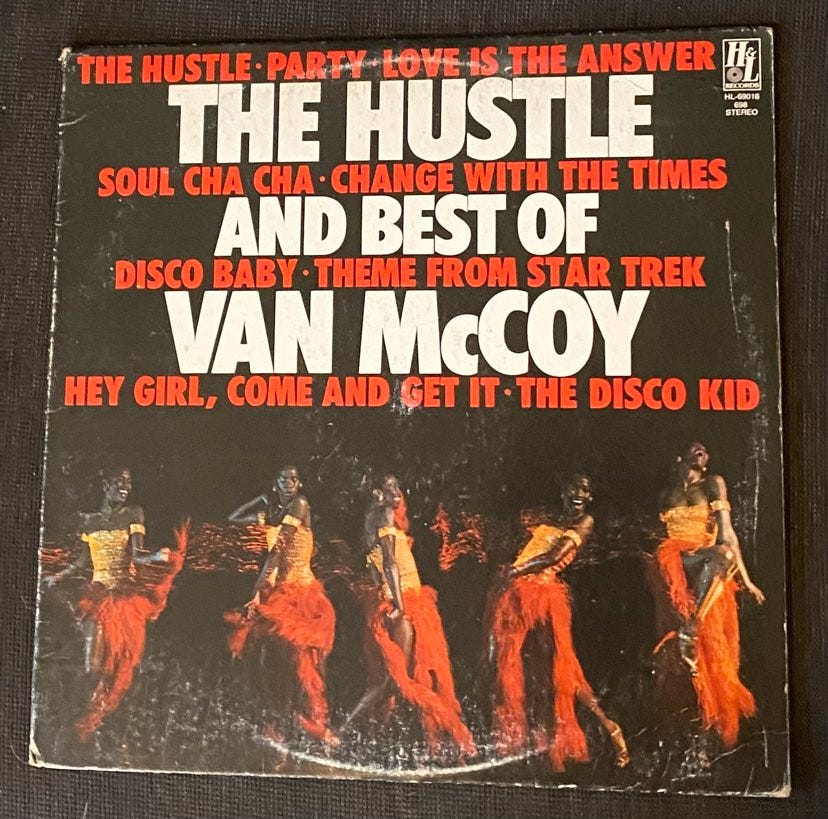 THE HUSTLE · PARTY LOVE IS THE ANSWER
THE HUSTLE
SOUL CHA CHA · CHANGE WITH THE TIMES
AND BEST OF
DISCO BABY · THEME FROM STAR TREK
VAN McCOY
HEY GIRL, COME AND GET IT · THE DISCO KID
H&L
RECORDS
HL-69016
698
STEREO